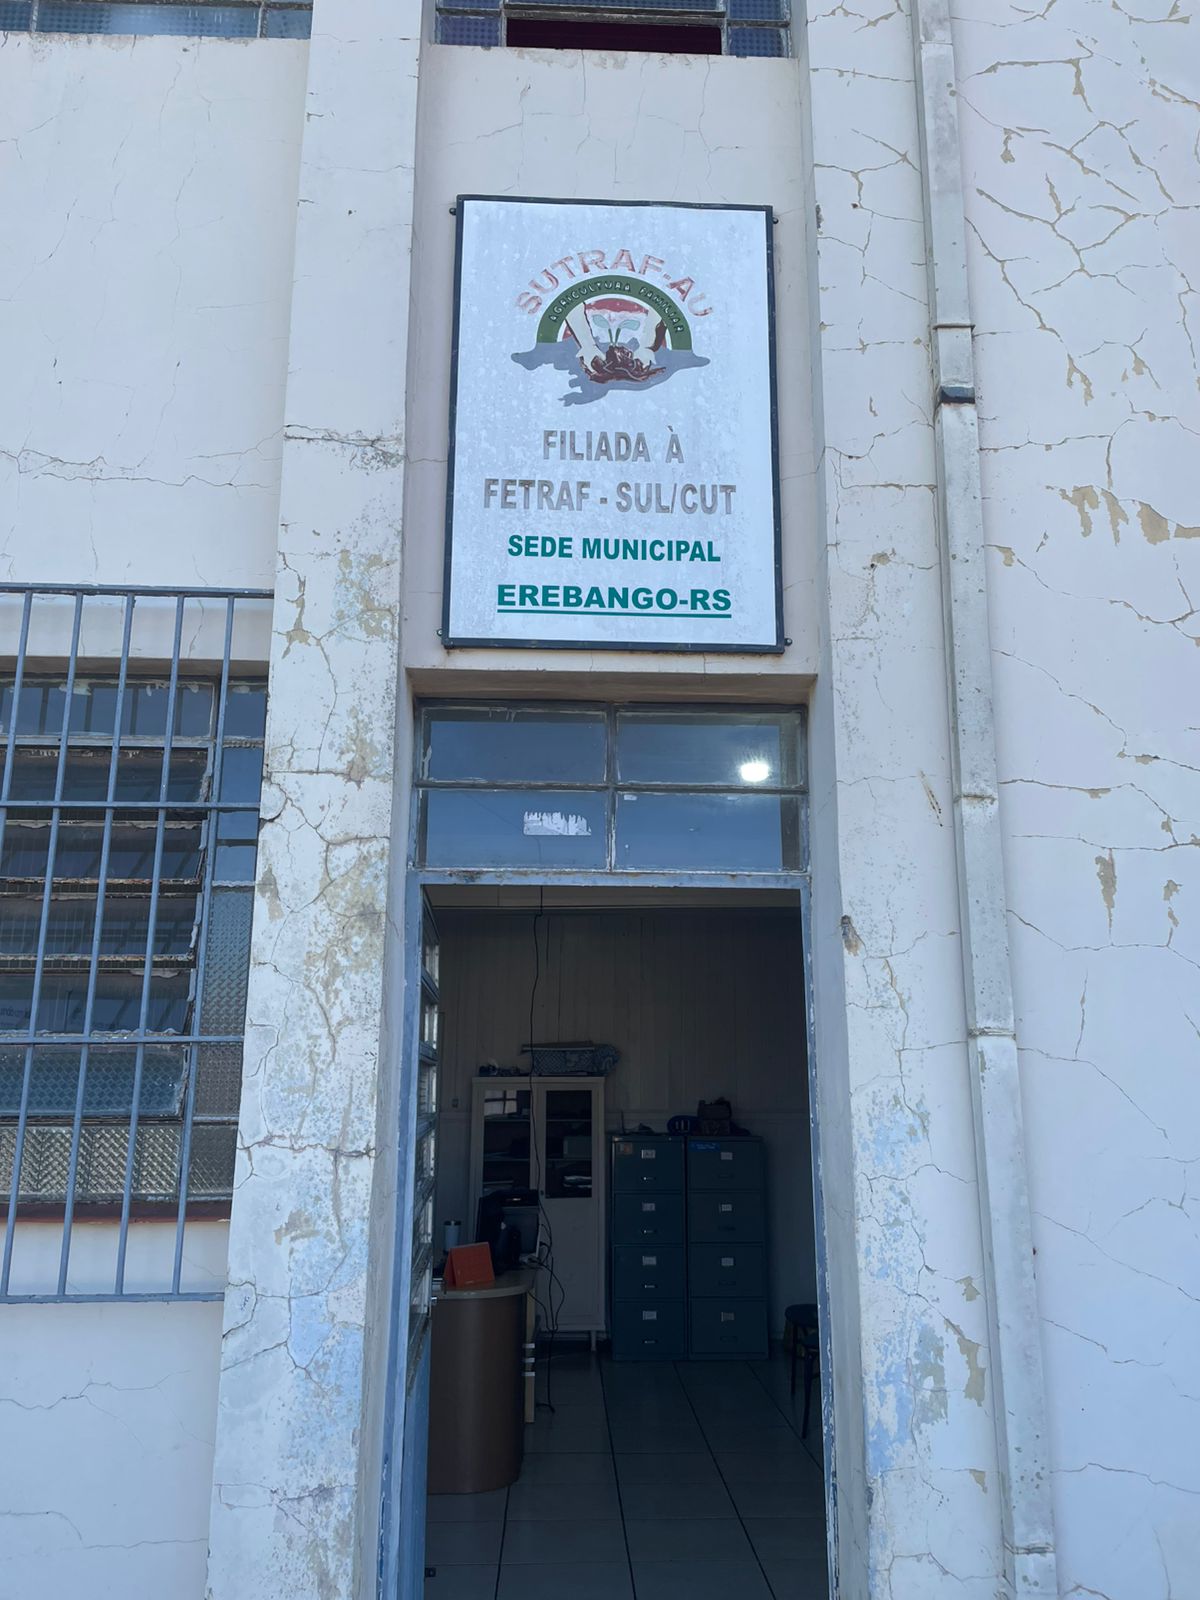 SUTRAF-AU
AGRICULTURA FAMILIAR
FILIADA À
FETRAF - SUL/CUT
SEDE MUNICIPAL
EREBANGO-RS